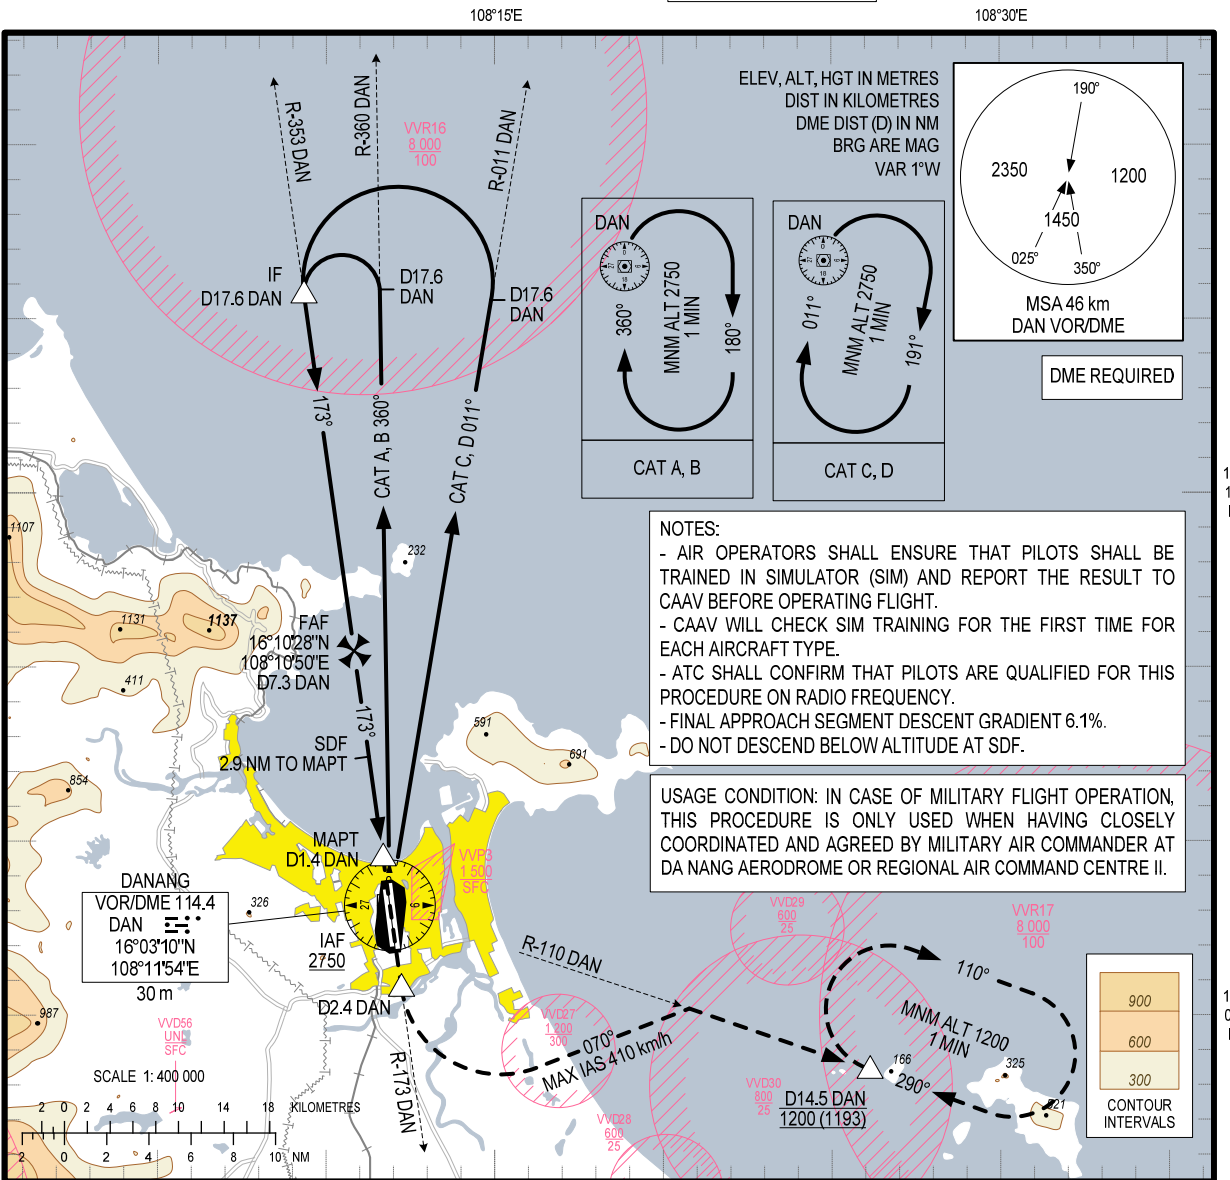 108°15'E
108°30'E
ELEV, ALT, HGT IN METRES
DIST IN KILOMETRES
DME DIST (D) IN NM
BRG ARE MAG
VAR 1°W
190°
2350
1200
1450
025°
350°
MSA 46 km
DAN VOR/DME
DME REQUIRED
R-353 DAN
R-360 DAN
R-011 DAN
VVR16
8 000
100
IF
D17.6 DAN
D17.6
DAN
D17.6
DAN
173°
CAT A, B 360°
CAT C, D 011°
DAN
360°
MNM ALT 2750
1 MIN
180°
CAT A, B
DAN
011°
MNM ALT 2750
1 MIN
191°
CAT C, D
NOTES:
- AIR OPERATORS SHALL ENSURE THAT PILOTS SHALL BE
TRAINED IN SIMULATOR (SIM) AND REPORT THE RESULT TO
CAAV BEFORE OPERATING FLIGHT.
- CAAV WILL CHECK SIM TRAINING FOR THE FIRST TIME FOR
EACH AIRCRAFT TYPE.
- ATC SHALL CONFIRM THAT PILOTS ARE QUALIFIED FOR THIS
PROCEDURE ON RADIO FREQUENCY.
- FINAL APPROACH SEGMENT DESCENT GRADIENT 6.1%.
- DO NOT DESCEND BELOW ALTITUDE AT SDF.
USAGE CONDITION: IN CASE OF MILITARY FLIGHT OPERATION,
THIS PROCEDURE IS ONLY USED WHEN HAVING CLOSELY
COORDINATED AND AGREED BY MILITARY AIR COMMANDER AT
DA NANG AERODROME OR REGIONAL AIR COMMAND CENTRE II.
1107
232
1131
1137
411
FAF
16°10'28"N
108°10'50"E
D7.3 DAN
173°
SDF
2.9 NM TO MAPT
591
691
854
MAPT
D1.4 DAN
VVP3
1 500
SFC
DANANG
VOR/DME 114.4
DAN
16°03'10"N
108°11'54"E
30 m
326
27
9
IAF
2750
D2.4 DAN
R-173 DAN
987
VVD56
UNL
SFC
SCALE 1: 400 000
2 0 2 4 6 8 10 14 18 KILOMETRES
2 0 2 4 6 8 10 NM
R-110 DAN
VVD27
1 200
300
070°
MAX IAS 410 km/h
VVD28
600
25
VVD29
600
25
VVD30
800
25
VVR17
8 000
100
110°
MNM ALT 1200
1 MIN
290°
166
325
521
D14.5 DAN
1200 (1193)
900
600
300
CONTOUR
INTERVALS